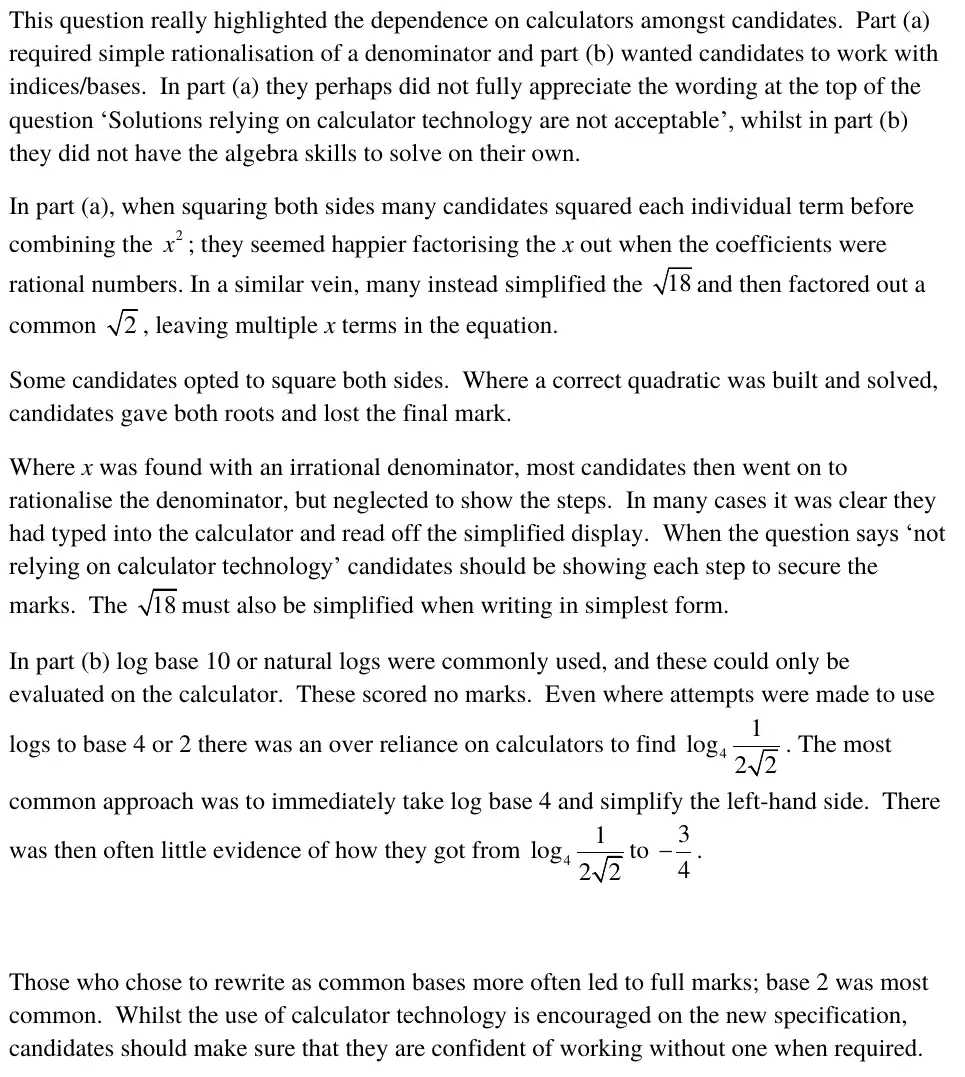 This question really highlighted the dependence on calculators amongst candidates.  Part (a)
required simple rationalisation of a denominator and part (b) wanted candidates to work with
indices/bases.  In part (a) they perhaps did not fully appreciate the wording at the top of the
question ‘Solutions relying on calculator technology are not acceptable’, whilst in part (b)
they did not have the algebra skills to solve on their own.
In part (a), when squaring both sides many candidates squared each individual term before
combining the x² ; they seemed happier factorising the x out when the coefficients were
rational numbers. In a similar vein, many instead simplified the √18 and then factored out a
common √2 , leaving multiple x terms in the equation.
Some candidates opted to square both sides.  Where a correct quadratic was built and solved,
candidates gave both roots and lost the final mark.
Where x was found with an irrational denominator, most candidates then went on to
rationalise the denominator, but neglected to show the steps.  In many cases it was clear they
had typed into the calculator and read off the simplified display.  When the question says ‘not
relying on calculator technology’ candidates should be showing each step to secure the
marks.  The √18 must also be simplified when writing in simplest form.
In part (b) log base 10 or natural logs were commonly used, and these could only be
evaluated on the calculator.  These scored no marks.  Even where attempts were made to use
logs to base 4 or 2 there was an over reliance on calculators to find log₄ 1/(2√2) . The most
common approach was to immediately take log base 4 and simplify the left-hand side.  There
was then often little evidence of how they got from log₄ 1/(2√2) to −3/4 .
Those who chose to rewrite as common bases more often led to full marks; base 2 was most
common.  Whilst the use of calculator technology is encouraged on the new specification,
candidates should make sure that they are confident of working without one when required.